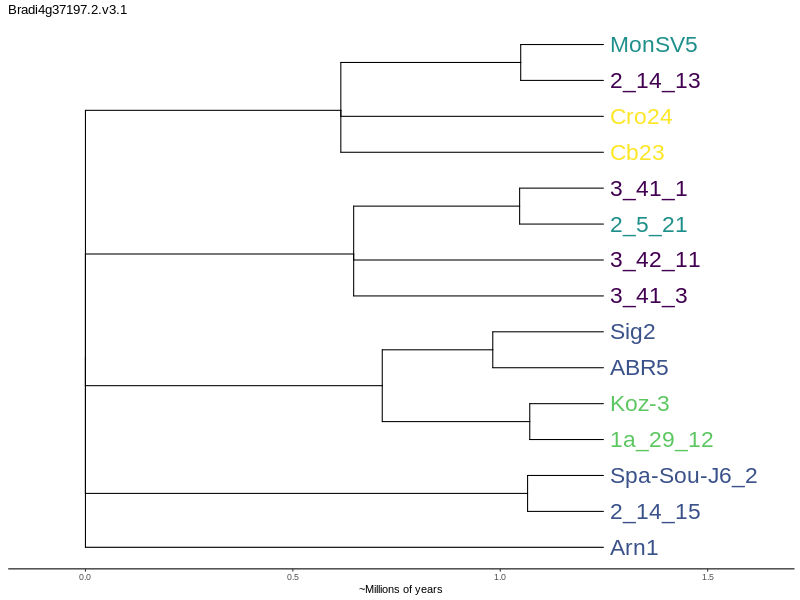 Bradi4g37197.2.v3.1
MonSV5
2_14_13
Cro24
Cb23
3_41_1
2_5_21
3_42_11
3_41_3
Sig2
ABR5
Koz-3
1a_29_12
Spa-Sou-J6_2
2_14_15
Arn1
0.0 0.5 1.0 1.5
~Millions of years